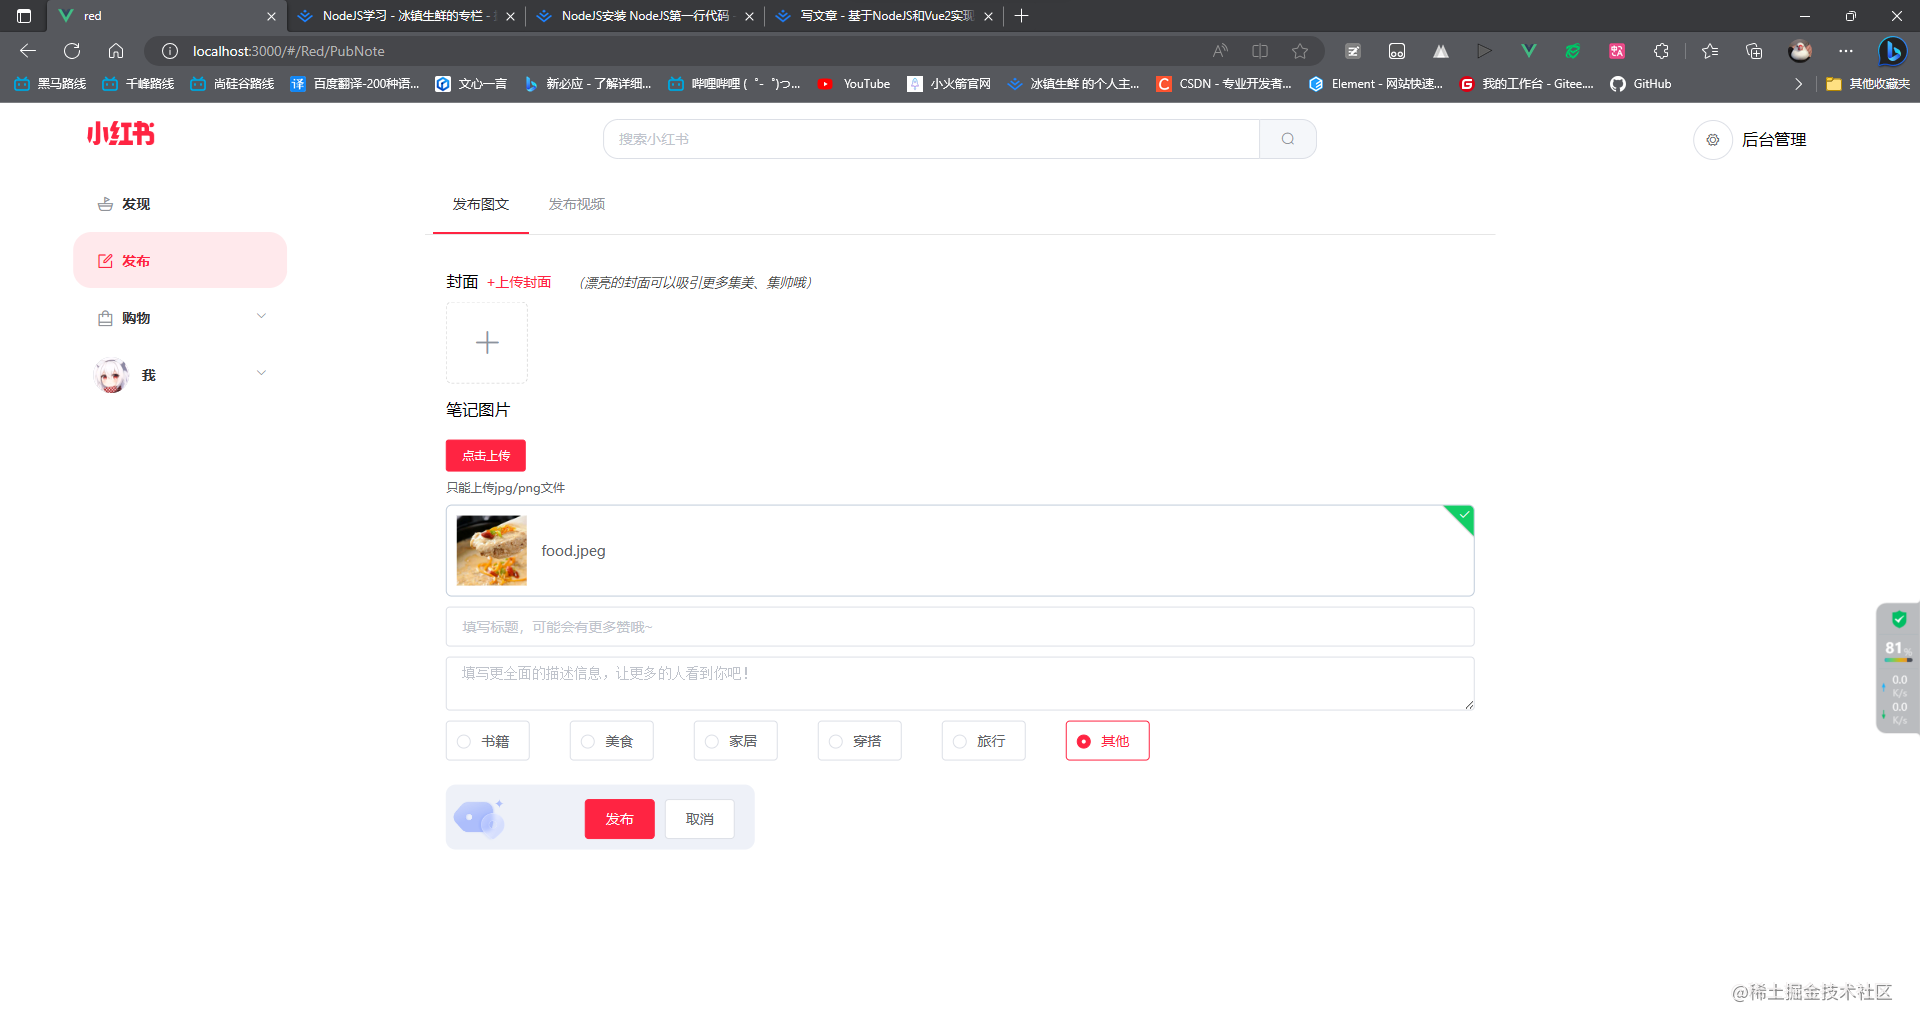 red
NodeJS学习 - 冰镇生鲜的专栏 -
NodeJS安装 NodeJS第一行代码
写文章 - 基于NodeJS和Vue2实现
localhost:3000/#/Red/PubNote
黑马路线
千峰路线
尚硅谷路线
译 百度翻译-200种语...
文心一言
新必应 - 了解详细...
哔哩哔哩 ( ゜- ゜)つ...
YouTube
小火箭官网
冰镇生鲜 的个人主...
C CSDN - 专业开发者...
Element - 网站快速...
G 我的工作台 - Gitee....
GitHub
其他收藏夹
小红书
搜索小红书
后台管理
发现
发布
购物
我
发布图文
发布视频
封面 +上传封面 （漂亮的封面可以吸引更多集美、集帅哦）
笔记图片
点击上传
只能上传jpg/png文件
food.jpeg
填写标题，可能会有更多赞哦~
填写更全面的描述信息，让更多的人看到你吧！
书籍
美食
家居
穿搭
旅行
其他
发布
取消
81%
0.0
K/s
0.0
K/s
@稀土掘金技术社区